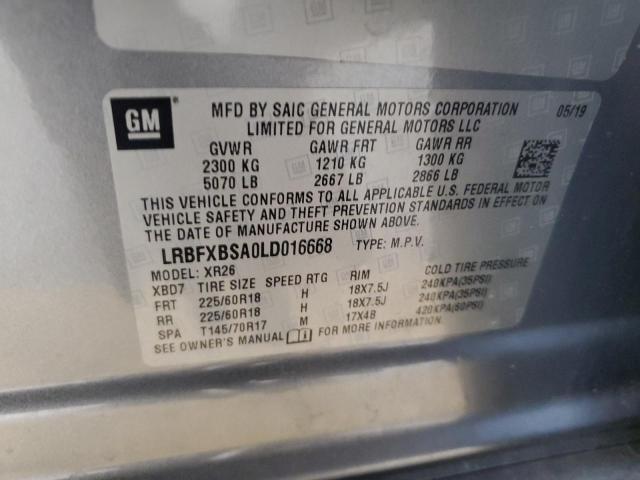 SAIC GM
SAIC GM
GM
MFD BY SAIC GENERAL MOTORS CORPORATION 05/19
LIMITED FOR GENERAL MOTORS LLC
GVWR GAWR FRT GAWR RR
2300 KG 1210 KG 1300 KG
5070 LB 2667 LB 2866 LB
THIS VEHICLE CONFORMS TO ALL APPLICABLE U.S. FEDERAL MOTOR
VEHICLE SAFETY AND THEFT PREVENTION STANDARDS IN EFFECT ON
THE DATE OF MANUFACTURE SHOWN ABOVE.
LRBFXBSA0LD016668 TYPE: M.P.V.
MODEL: XR26
XBD7 TIRE SIZE SPEED RTG RIM COLD TIRE PRESSURE
FRT 225/60R18 H 18X7.5J 240KPA(35PSI)
RR 225/60R18 H 18X7.5J 240KPA(35PSI)
SPA T145/70R17 M 17X4B 420KPA(60PSI)
SEE OWNER'S MANUAL FOR MORE INFORMATION.